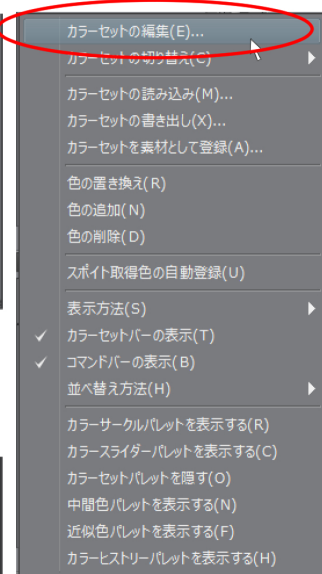 カラーセットの編集(E)...
カラーセットの切り替え(C)
カラーセットの読み込み(M)...
カラーセットの書き出し(X)...
カラーセットを素材として登録(A)...
色の置き換え(R)
色の追加(N)
色の削除(D)
スポイト取得色の自動登録(U)
表示方法(S)
カラーセットバーの表示(T)
コマンドバーの表示(B)
並べ替え方法(H)
カラーサークルパレットを表示する(R)
カラースライダーパレットを表示する(C)
カラーセットパレットを隠す(O)
中間色パレットを表示する(N)
近似色パレットを表示する(F)
カラーヒストリーパレットを表示する(H)